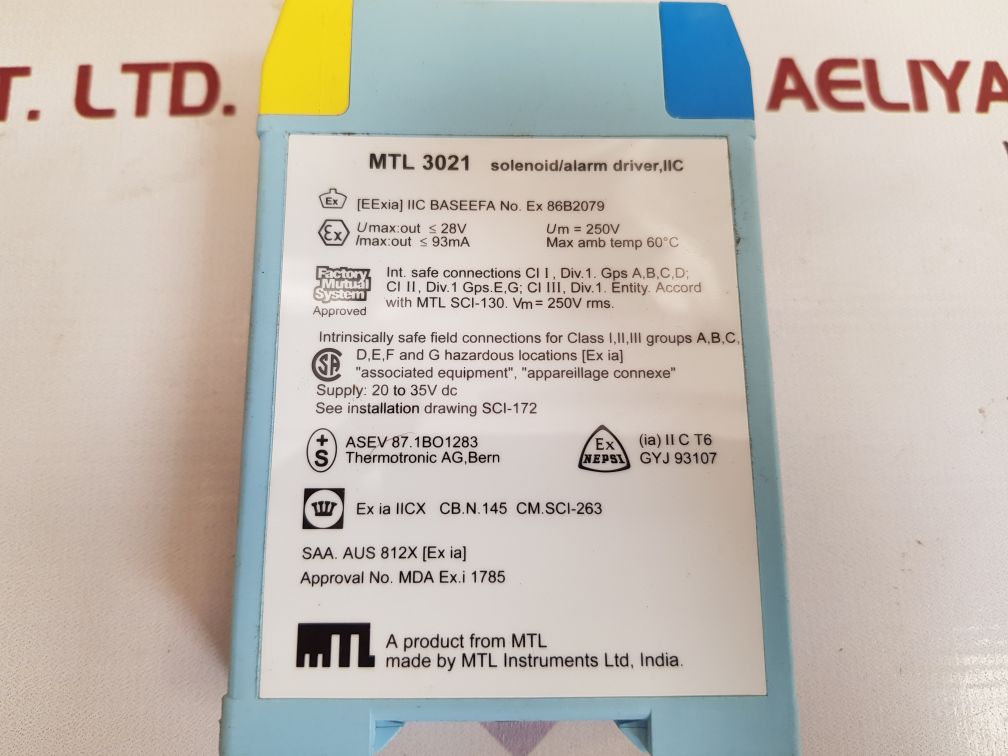 T. LTD.
AELIYA
MTL 3021 solenoid/alarm driver,IIC
Ex [EExia] IIC BASEEFA No. Ex 86B2079
Ex Umax:out ≤ 28V Um = 250V
Imax:out ≤ 93mA Max amb temp 60°C
Factory Mutual System Approved
Int. safe connections CI I, Div.1. Gps A,B,C,D;
CI II, Div.1 Gps.E,G; CI III, Div.1. Entity. Accord
with MTL SCI-130. Vm = 250V rms.
Intrinsically safe field connections for Class I,II,III groups A,B,C,
SA D,E,F and G hazardous locations [Ex ia]
"associated equipment", "appareillage connexe"
Supply: 20 to 35V dc
See installation drawing SCI-172
+S ASEV 87.1BO1283
Thermotronic AG,Bern
Ex NEPSI (ia) II C T6
GYJ 93107
Ex ia IICX CB.N.145 CM.SCI-263
SAA. AUS 812X [Ex ia]
Approval No. MDA Ex.i 1785
MTL A product from MTL
made by MTL Instruments Ltd, India.